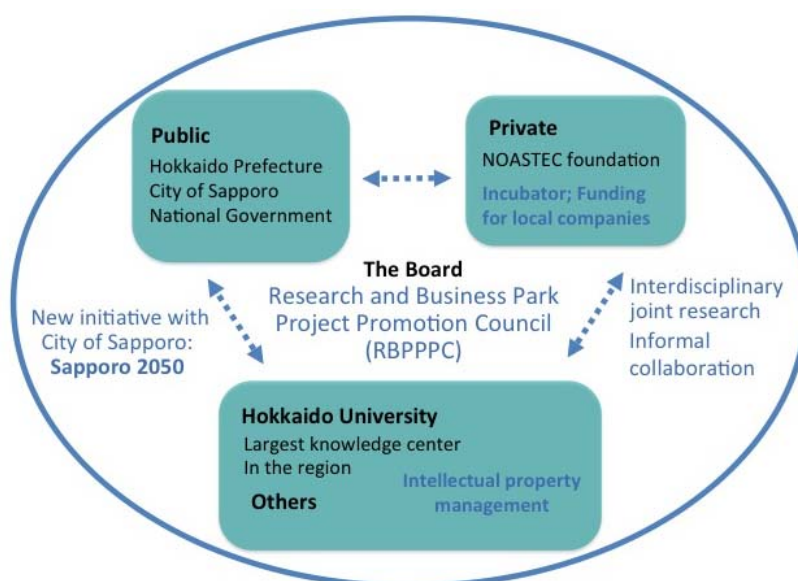 Public
Hokkaido Prefecture
City of Sapporo
National Government
Private
NOASTEC foundation
Incubator; Funding
for local companies
The Board
Research and Business Park
Project Promotion Council
(RBPPPC)
New initiative with
City of Sapporo:
Sapporo 2050
Interdisciplinary
joint research
Informal
collaboration
Hokkaido University
Largest knowledge center
In the region
Others
Intellectual property
management